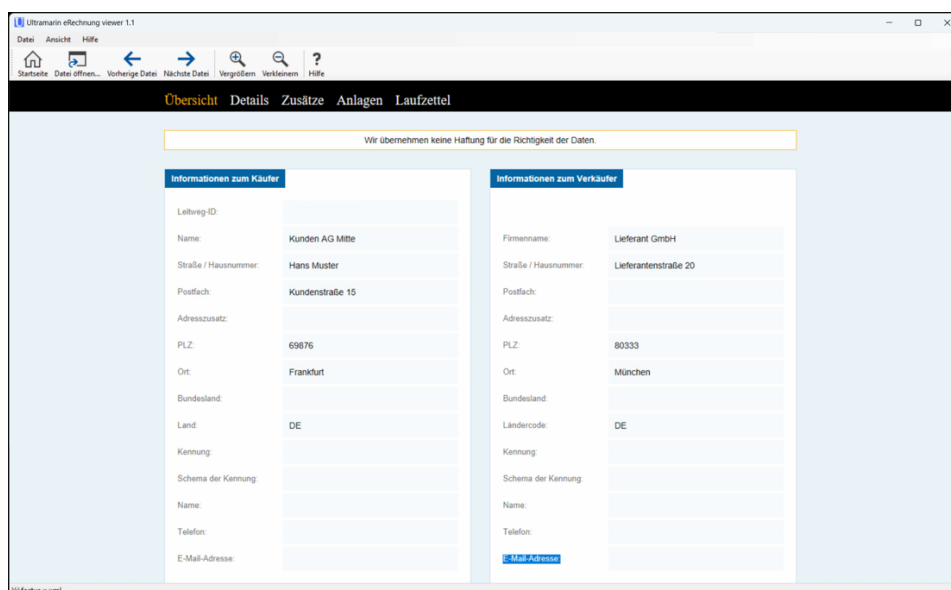 Ultramarin eRechnung viewer 1.1
Datei Ansicht Hilfe
Startseite Datei öffnen... Vorherige Datei Nächste Datei Vergrößern Verkleinern Hilfe
Übersicht Details Zusätze Anlagen Laufzettel
Wir übernehmen keine Haftung für die Richtigkeit der Daten.
Informationen zum Käufer
Leitweg-ID:
Name: Kunden AG Mitte
Straße / Hausnummer: Hans Muster
Postfach: Kundenstraße 15
Adresszusatz:
PLZ: 69876
Ort: Frankfurt
Bundesland:
Land: DE
Kennung:
Schema der Kennung:
Name:
Telefon:
E-Mail-Adresse:
Informationen zum Verkäufer
Firmenname: Lieferant GmbH
Straße / Hausnummer: Lieferantenstraße 20
Postfach:
Adresszusatz:
PLZ: 80333
Ort: München
Bundesland:
Ländercode: DE
Kennung:
Schema der Kennung:
Name:
Telefon:
E-Mail-Adresse: